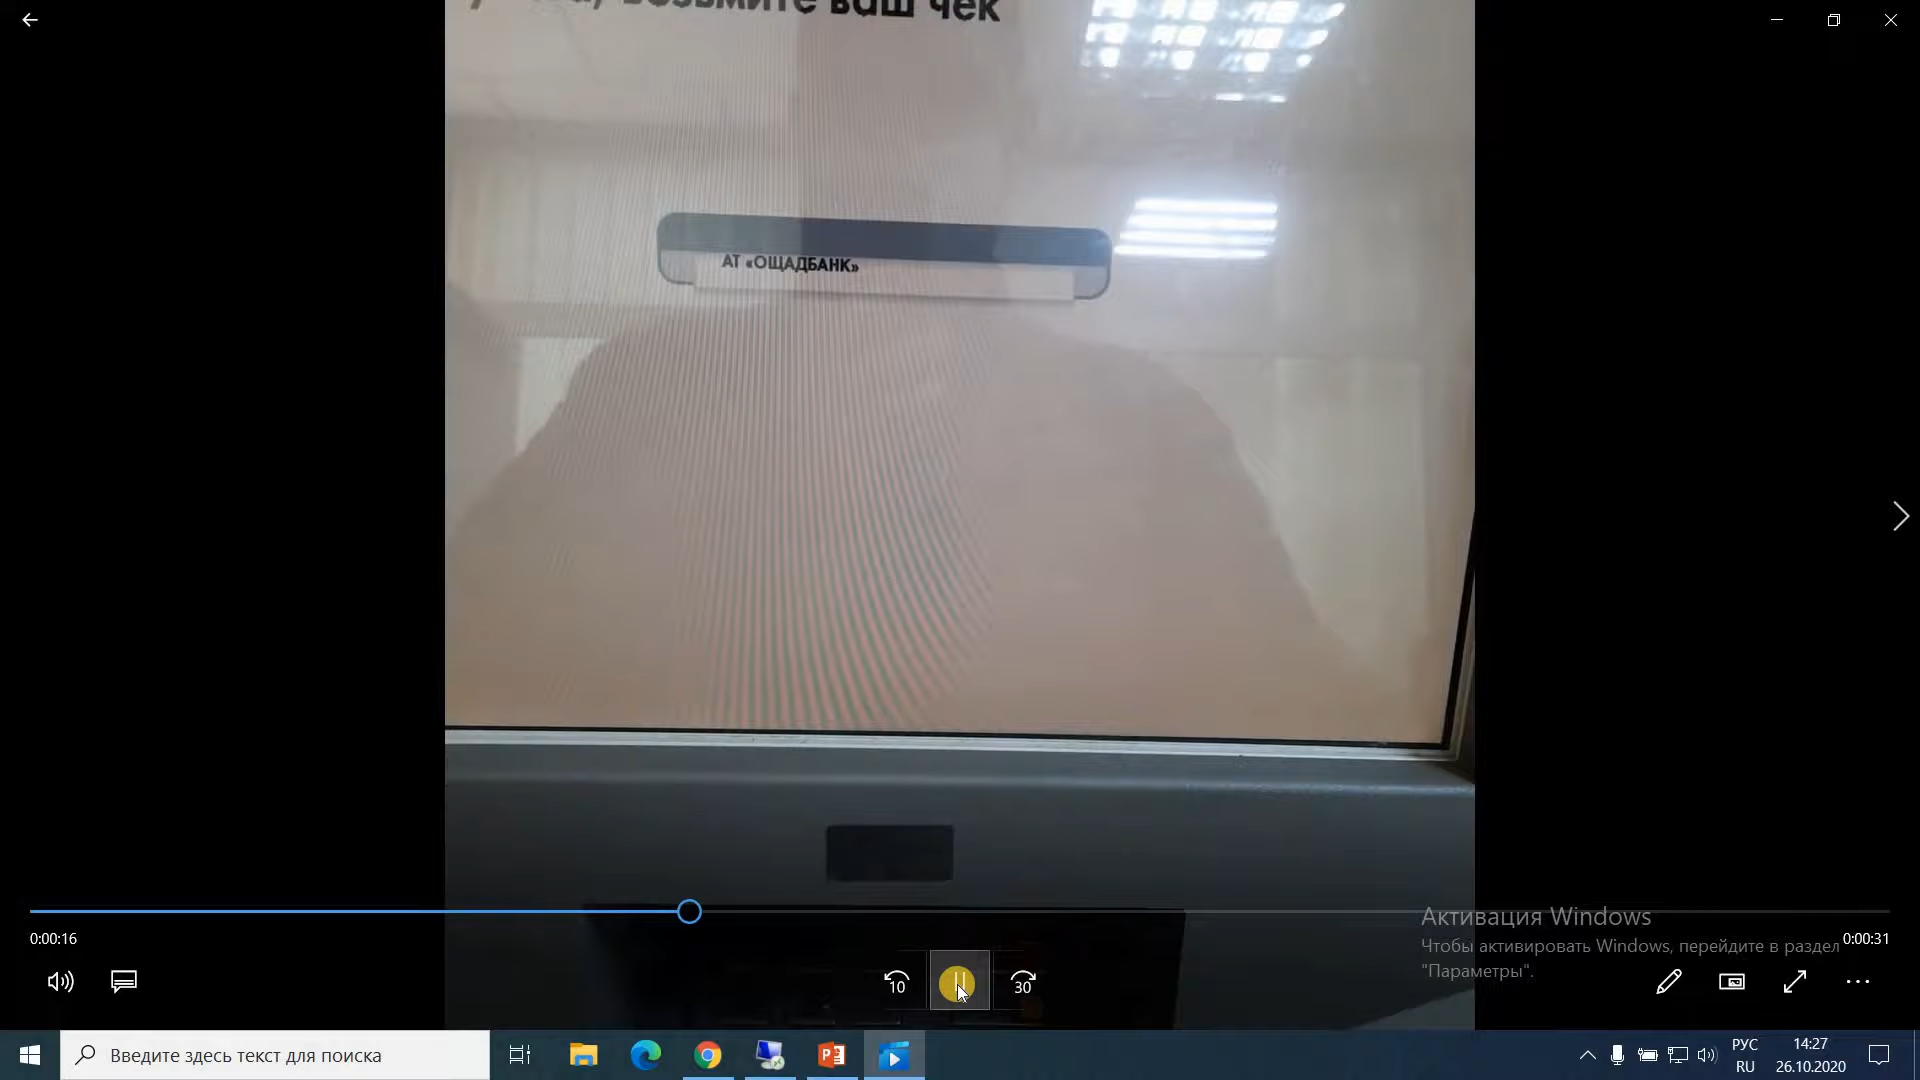 возьмите ваш чек
АТ «ОЩАДБАНК»
Активация Windows
Чтобы активировать Windows, перейдите в раздел
"Параметры".
0:00:16
0:00:31
10
30
Введите здесь текст для поиска
РУС
RU
14:27
26.10.2020